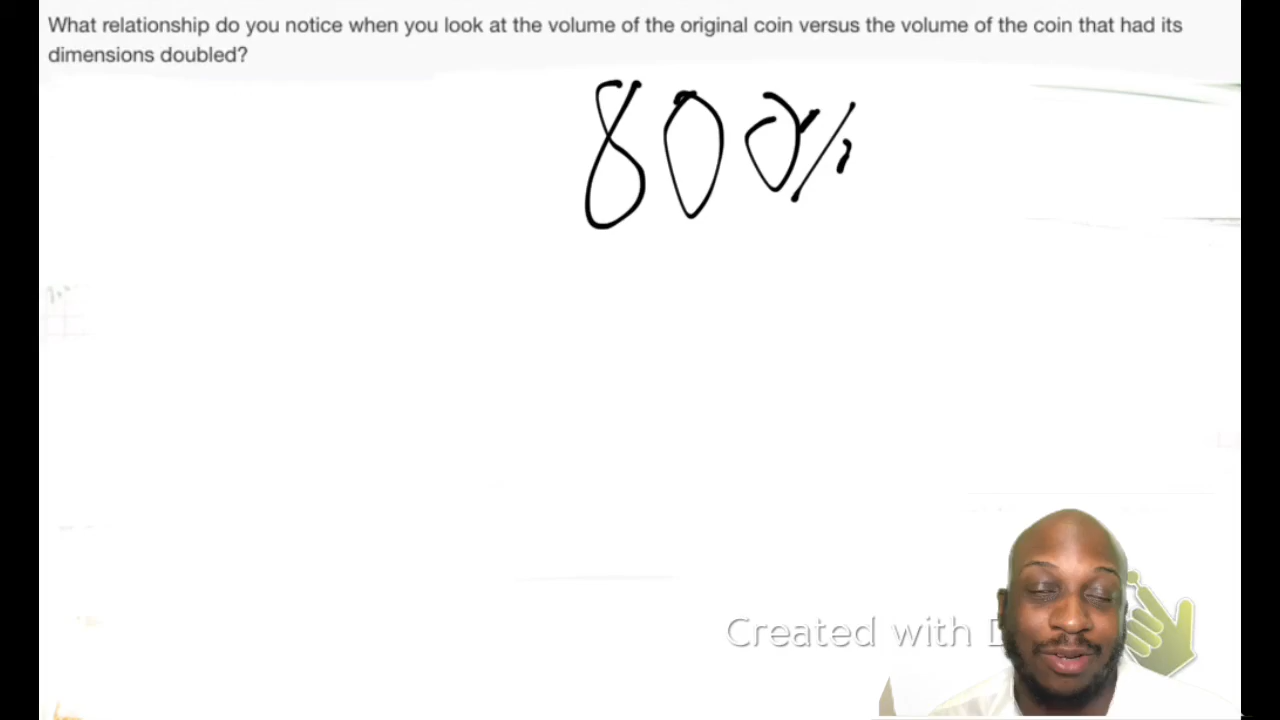 What relationship do you notice when you look at the volume of the original coin versus the volume of the coin that had its
dimensions doubled?
800%
Created with